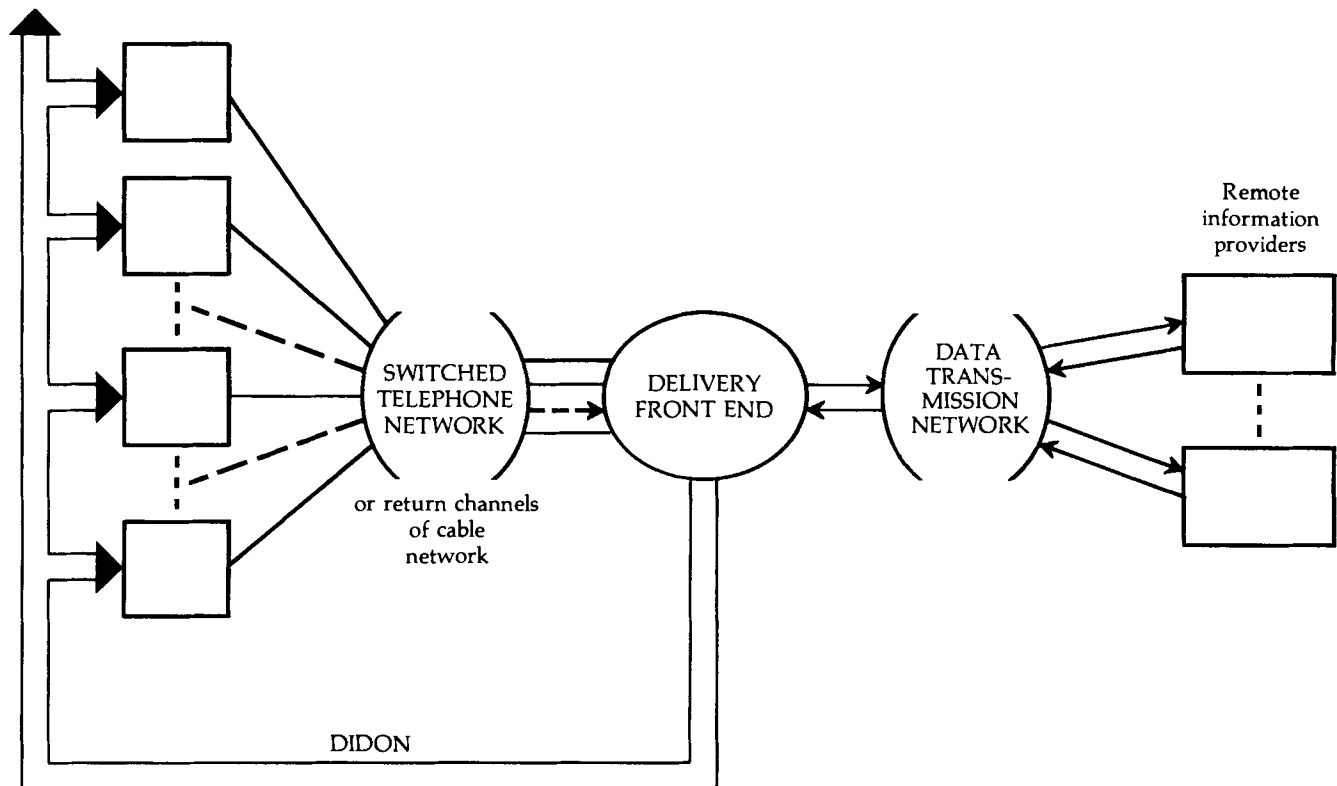 Remote
information
providers
SWITCHED
TELEPHONE
NETWORK
DELIVERY
FRONT END
DATA
TRANS-
MISSION
NETWORK
or return channels
of cable
network
DIDON